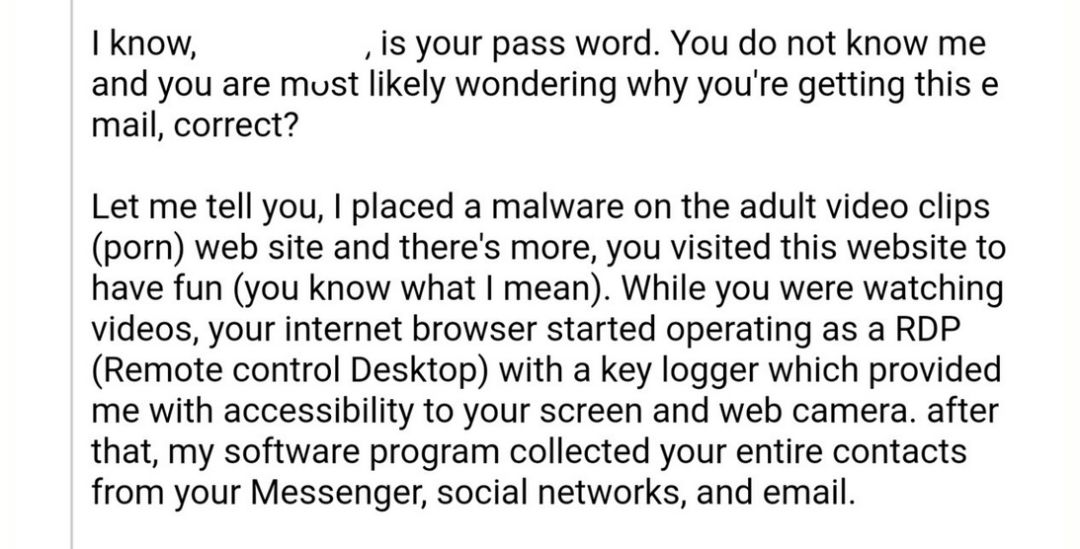 I know, , is your pass word. You do not know me
and you are must likely wondering why you're getting this e
mail, correct?
Let me tell you, I placed a malware on the adult video clips
(porn) web site and there's more, you visited this website to
have fun (you know what I mean). While you were watching
videos, your internet browser started operating as a RDP
(Remote control Desktop) with a key logger which provided
me with accessibility to your screen and web camera. after
that, my software program collected your entire contacts
from your Messenger, social networks, and email.